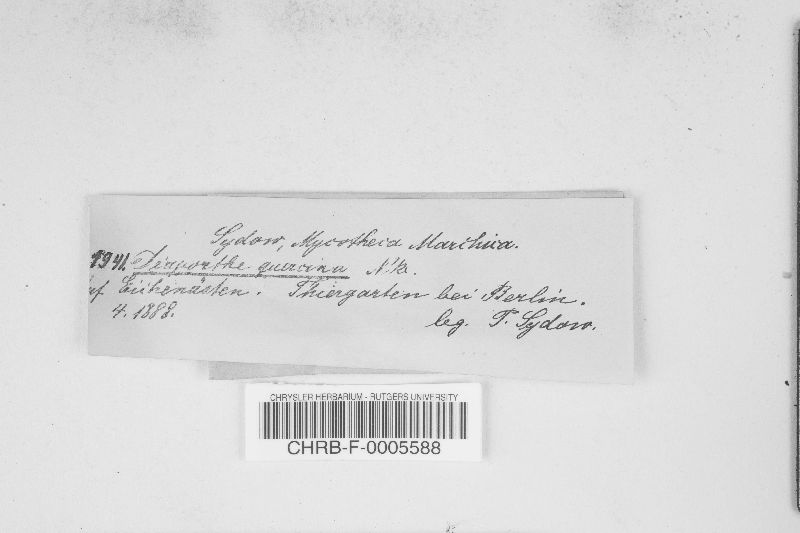 Sydow, Mycotheca Marchica.
1941. Diaporthe quercina Nke.
auf Eichenästen. Thiergarten bei Berlin.
4. 1888. leg. P. Sydow.
CHRYSLER HERBARIUM - RUTGERS UNIVERSITY
CHRB-F-0005588